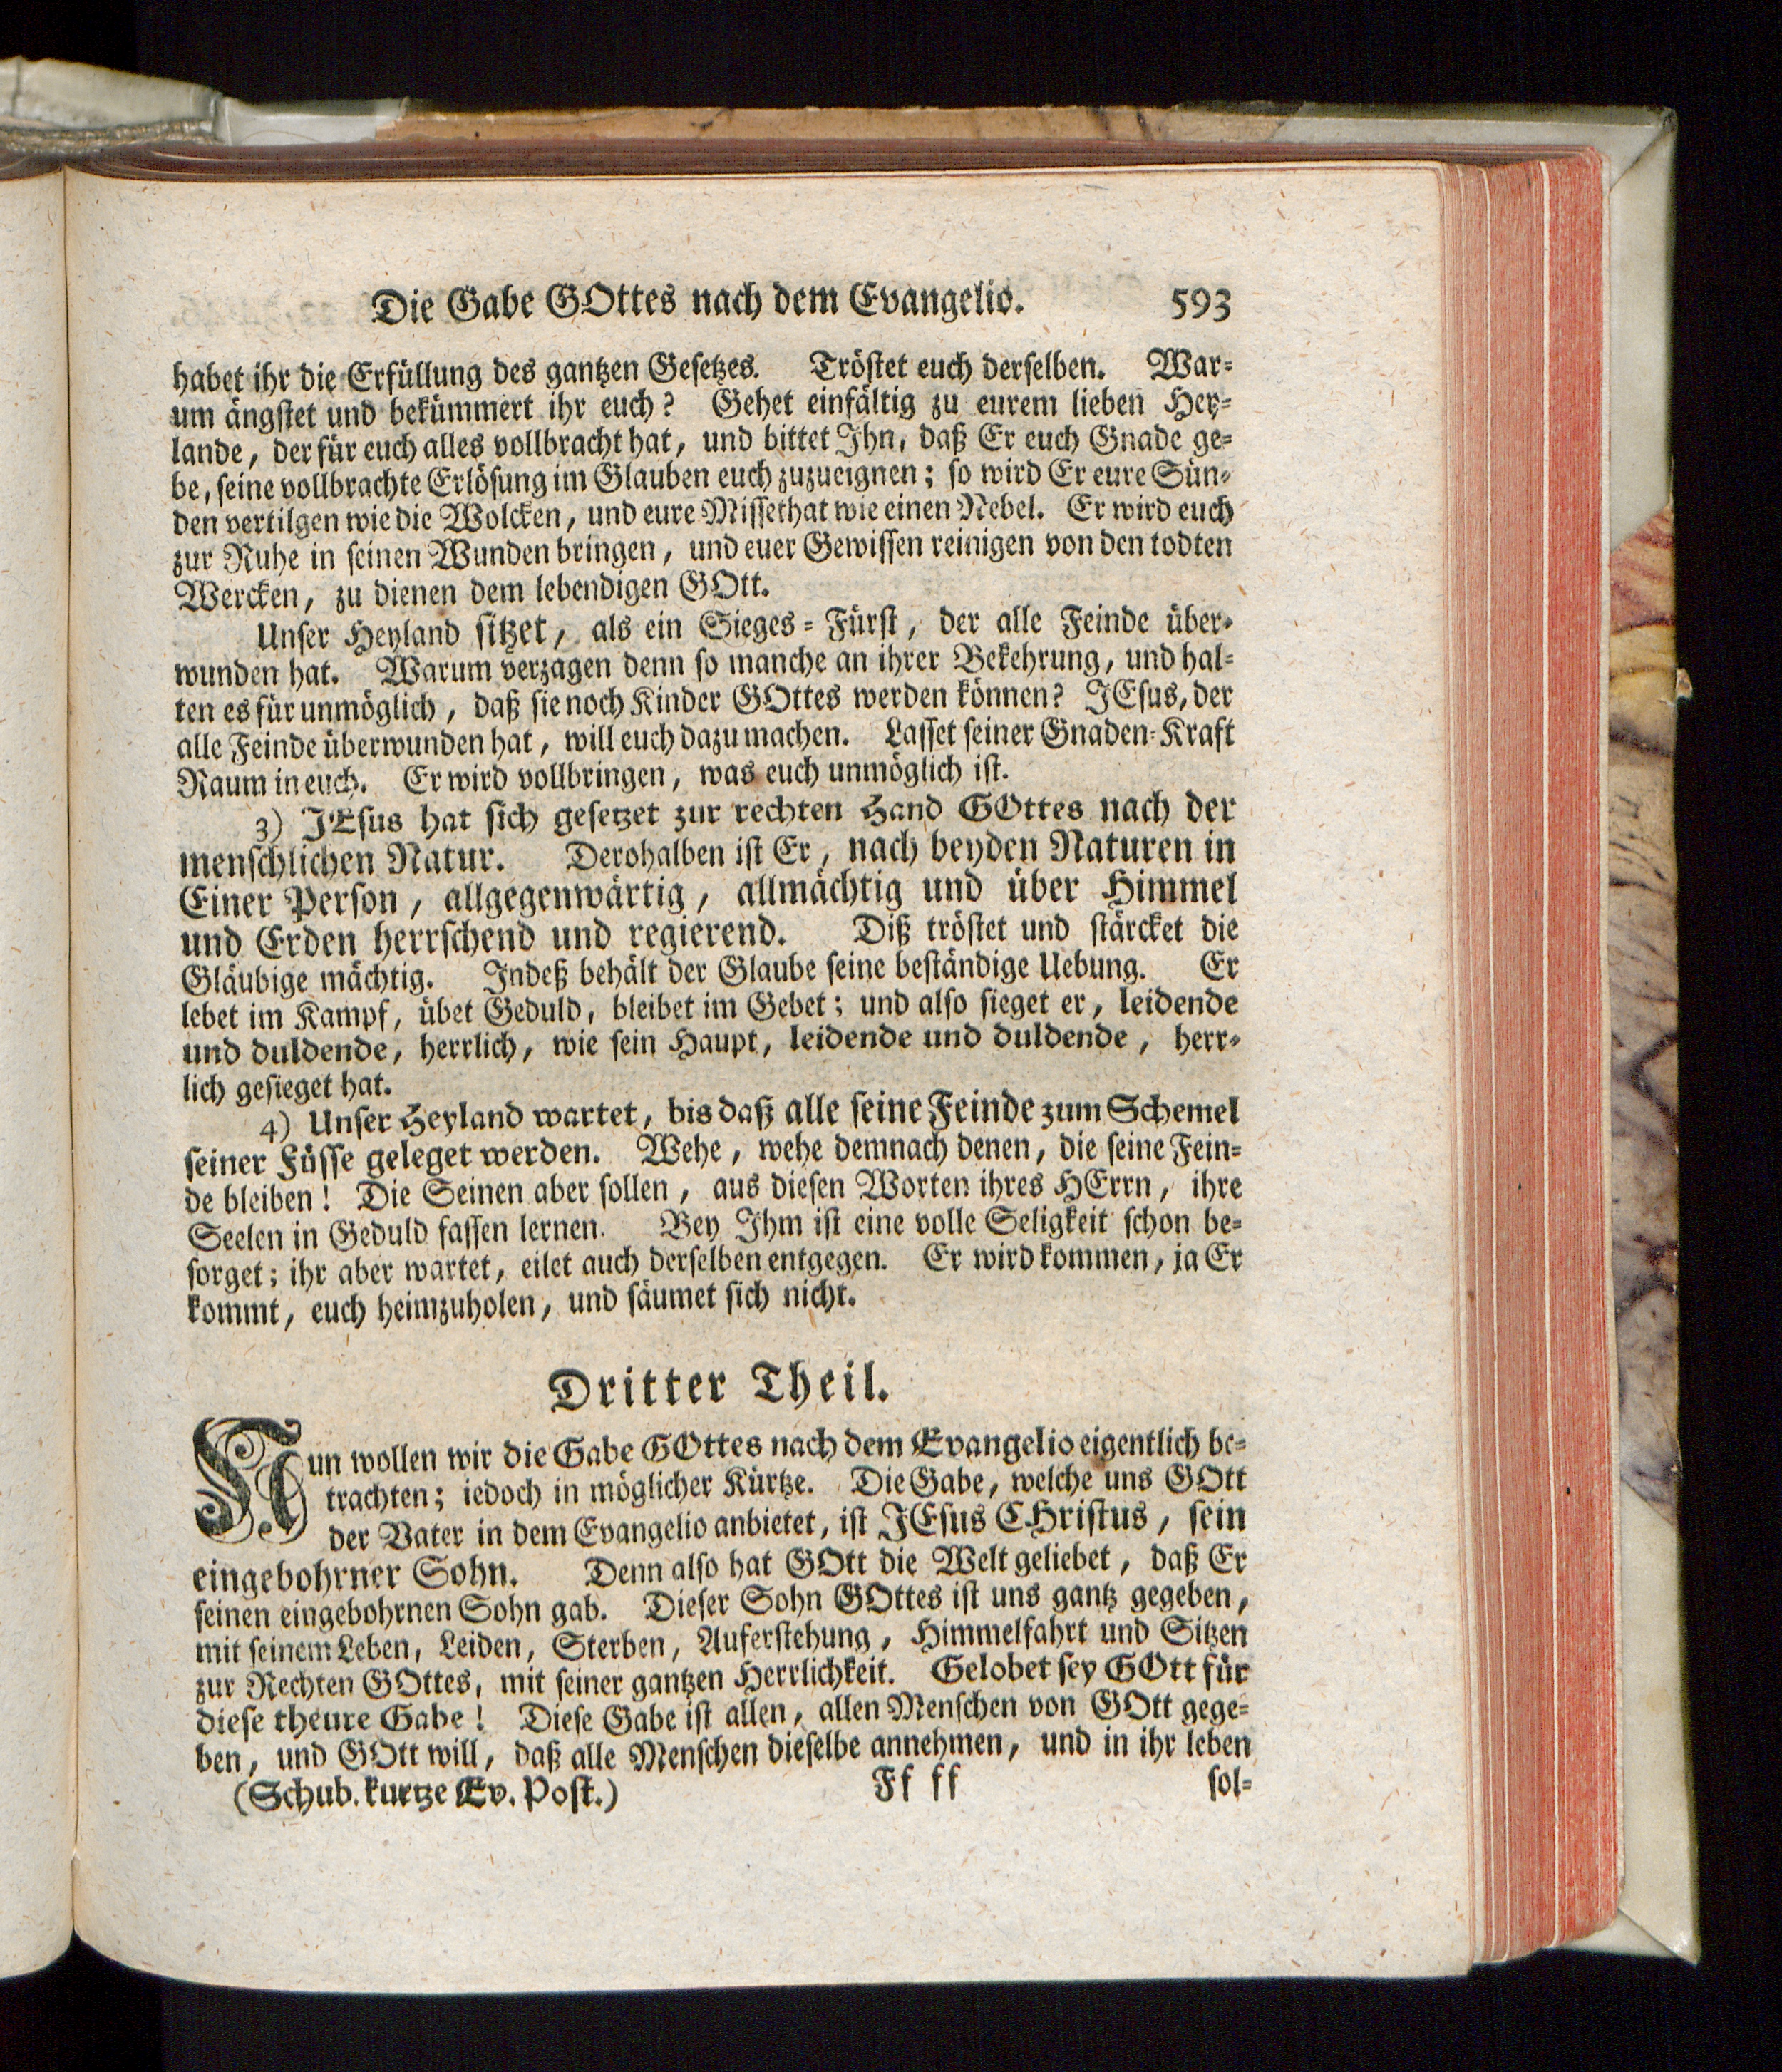 Die Gabe GOttes nach dem Evangelio. 593
habet ihr die Erfüllung des gantzen Gesetzes. Tröstet euch derselben. War=
um ängstet und bekümmert ihr euch? Gehet einfältig zu eurem lieben Hey=
lande, der für euch alles vollbracht hat, und bittet Ihn, daß Er euch Gnade ge=
be, seine vollbrachte Erlösung im Glauben euch zuzueignen; so wird Er eure Sün=
den vertilgen wie die Wolcken, und eure Missethat wie einen Nebel. Er wird euch
zur Ruhe in seinen Wunden bringen, und euer Gewissen reinigen von den todten
Wercken, zu dienen dem lebendigen GOtt.
Unser Heyland sitzet, als ein Sieges=Fürst, der alle Feinde über=
wunden hat. Warum verzagen denn so manche an ihrer Bekehrung, und hal=
ten es für unmöglich, daß sie noch Kinder GOttes werden können? JEsus, der
alle Feinde überwunden hat, will euch dazu machen. Lasset seiner Gnaden=Kraft
Raum in euch. Er wird vollbringen, was euch unmöglich ist.
3) JEsus hat sich gesetzet zur rechten Hand GOttes nach der
menschlichen Natur. Derohalben ist Er, nach beyden Naturen in
Einer Person, allgegenwärtig, allmächtig und über Himmel
und Erden herrschend und regierend. Diß tröstet und stärcket die
Gläubige mächtig. Indeß behält der Glaube seine beständige Uebung. Er
lebet im Kampf, übet Geduld, bleibet im Gebet; und also sieget er, leidende
und duldende, herrlich, wie sein Haupt, leidende und duldende, herr=
lich gesieget hat.
4) Unser Heyland wartet, bis daß alle seine Feinde zum Schemel
seiner Füsse geleget werden. Wehe, wehe demnach denen, die seine Fein=
de bleiben! Die Seinen aber sollen, aus diesen Worten ihres HErrn, ihre
Seelen in Geduld fassen lernen. Bey Ihm ist eine volle Seligkeit schon be=
sorget; ihr aber wartet, eilet auch derselben entgegen. Er wird kommen, ja Er
kommt, euch heimzuholen, und säumet sich nicht.
Dritter Theil.
Nun wollen wir die Gabe GOttes nach dem Evangelio eigentlich be=
trachten; iedoch in möglicher Kürtze. Die Gabe, welche uns GOtt
der Vater in dem Evangelio anbietet, ist JEsus CHristus, sein
eingebohrner Sohn. Denn also hat GOtt die Welt geliebet, daß Er
seinen eingebohrnen Sohn gab. Dieser Sohn GOttes ist uns gantz gegeben,
mit seinem Leben, Leiden, Sterben, Auferstehung, Himmelfahrt und Sitzen
zur Rechten GOttes, mit seiner gantzen Herrlichkeit. Gelobet sey GOtt für
diese theure Gabe! Diese Gabe ist allen, allen Menschen von GOtt gege=
ben, und GOtt will, daß alle Menschen dieselbe annehmen, und in ihr leben
(Schub. kurtze Ev. Post.) Ff ff sol=